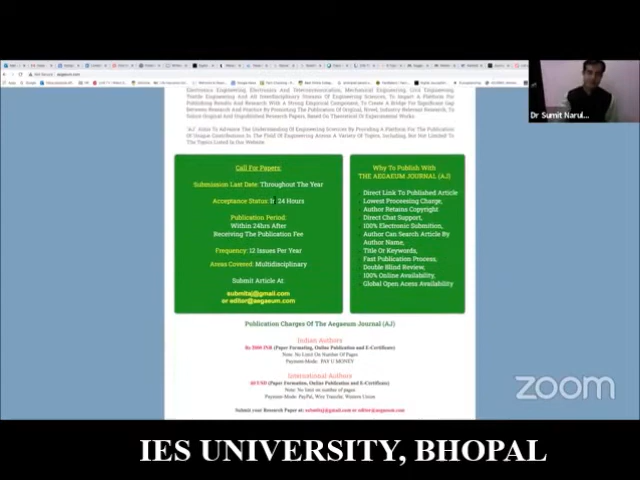 Electronics Engineering, Electronics And Telecommunication, Mechanical Engineering, Civil Engineering,
Textile Engineering And All Interdisciplinary Streams Of Engineering Sciences, To Impart A Platform For
Publishing Results And Research With A Strong Empirical Component, To Create A Bridge For Significant Gap
Between Research And Practice By Promoting The Publication Of Original, Novel, Industry Relevant Research, To
Solicit Original And Unpublished Research Papers, Based On Theoretical Or Experimental Works.
'AJ' Aims To Advance The Understanding Of Engineering Sciences By Providing A Platform For The Publication
Of Unique Contributions In The Field Of Engineering Across A Variety Of Topics, Including, But Not Limited To
The Topics Listed In Our Website.
Call For Papers:
Submission Last Date: Throughout The Year
Acceptance Status In 24 Hours
Publication Period:
Within 24hrs After
Receiving The Publication Fee
Frequency: 12 Issues Per Year
Areas Covered: Multidisciplinary
Submit Article At
submitaj@gmail.com
or editor@aegaeum.com
Why To Publish With
THE AEGAEUM JOURNAL (AJ)
Direct Link To Published Article
Lowest Processing Charge,
Author Retains Copyright
Direct Chat Support,
100% Electronic Submition,
Author Can Search Article By
Author Name,
Title Or Keywords,
Fast Publication Process,
Double Blind Review,
100% Online Availability,
Global Open Acess Availability
Publication Charges Of The Aegaeum Journal (AJ)
Indian Authors
(Paper Formating, Online Publication and E-Certificate)
Note: No Limit On Number Of Pages
Payment-Mode: PAY U MONEY
International Authors
(Paper Formation, Online Publication and E-Certificate)
Note: No limit on number of pages
Payment-Mode: PayPal, Wire Transfer, Western Union
Submit your Research Paper at: submitaj@gmail.com or editor@aegaeum.com
Dr Sumit Narul...
zoom
IES UNIVERSITY, BHOPAL